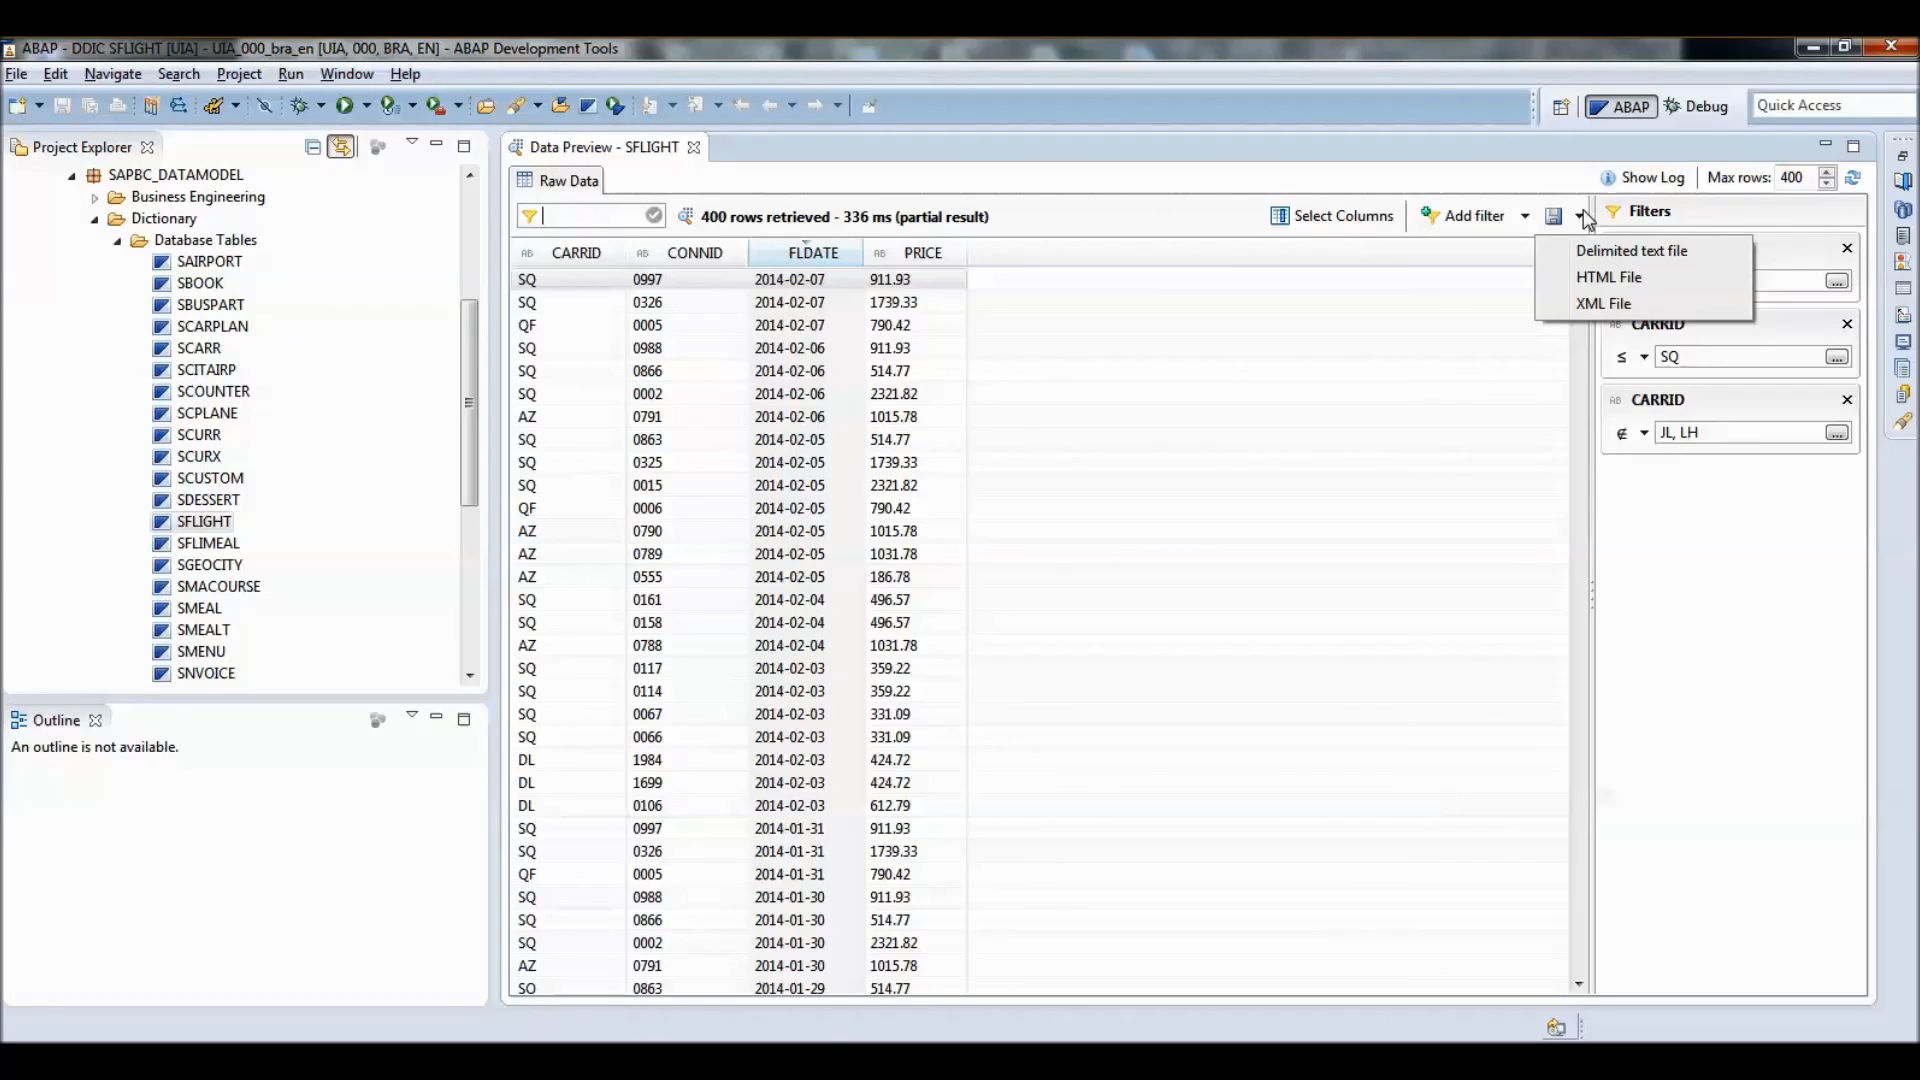 ABAP - DDIC SFLIGHT [UIA] - UIA_000_bra_en [UIA, 000, BRA, EN] - ABAP Development Tools
File Edit Navigate Search Project Run Window Help
ABAP Debug Quick Access
Project Explorer
SAPBC_DATAMODEL
Business Engineering
Dictionary
Database Tables
SAIRPORT
SBOOK
SBUSPART
SCARPLAN
SCARR
SCITAIRP
SCOUNTER
SCPLANE
SCURR
SCURX
SCUSTOM
SDESSERT
SFLIGHT
SFLIMEAL
SGEOCITY
SMACOURSE
SMEAL
SMEALT
SMENU
SNVOICE
Outline
An outline is not available.
Data Preview - SFLIGHT
Raw Data
Show Log Max rows: 400
400 rows retrieved - 336 ms (partial result)
Select Columns Add filter
AB CARRID AB CONNID FLDATE AB PRICE
SQ 0997 2014-02-07 911.93
SQ 0326 2014-02-07 1739.33
QF 0005 2014-02-07 790.42
SQ 0988 2014-02-06 911.93
SQ 0866 2014-02-06 514.77
SQ 0002 2014-02-06 2321.82
AZ 0791 2014-02-06 1015.78
SQ 0863 2014-02-05 514.77
SQ 0325 2014-02-05 1739.33
SQ 0015 2014-02-05 2321.82
QF 0006 2014-02-05 790.42
AZ 0790 2014-02-05 1015.78
AZ 0789 2014-02-05 1031.78
AZ 0555 2014-02-05 186.78
SQ 0161 2014-02-04 496.57
SQ 0158 2014-02-04 496.57
AZ 0788 2014-02-04 1031.78
SQ 0117 2014-02-03 359.22
SQ 0114 2014-02-03 359.22
SQ 0067 2014-02-03 331.09
SQ 0066 2014-02-03 331.09
DL 1984 2014-02-03 424.72
DL 1699 2014-02-03 424.72
DL 0106 2014-02-03 612.79
SQ 0997 2014-01-31 911.93
SQ 0326 2014-01-31 1739.33
QF 0005 2014-01-31 790.42
SQ 0988 2014-01-30 911.93
SQ 0866 2014-01-30 514.77
SQ 0002 2014-01-30 2321.82
AZ 0791 2014-01-30 1015.78
SQ 0863 2014-01-29 514.77
Filters
Delimited text file
HTML File
XML File
AB CARRID
≤ SQ
AB CARRID
∉ JL, LH